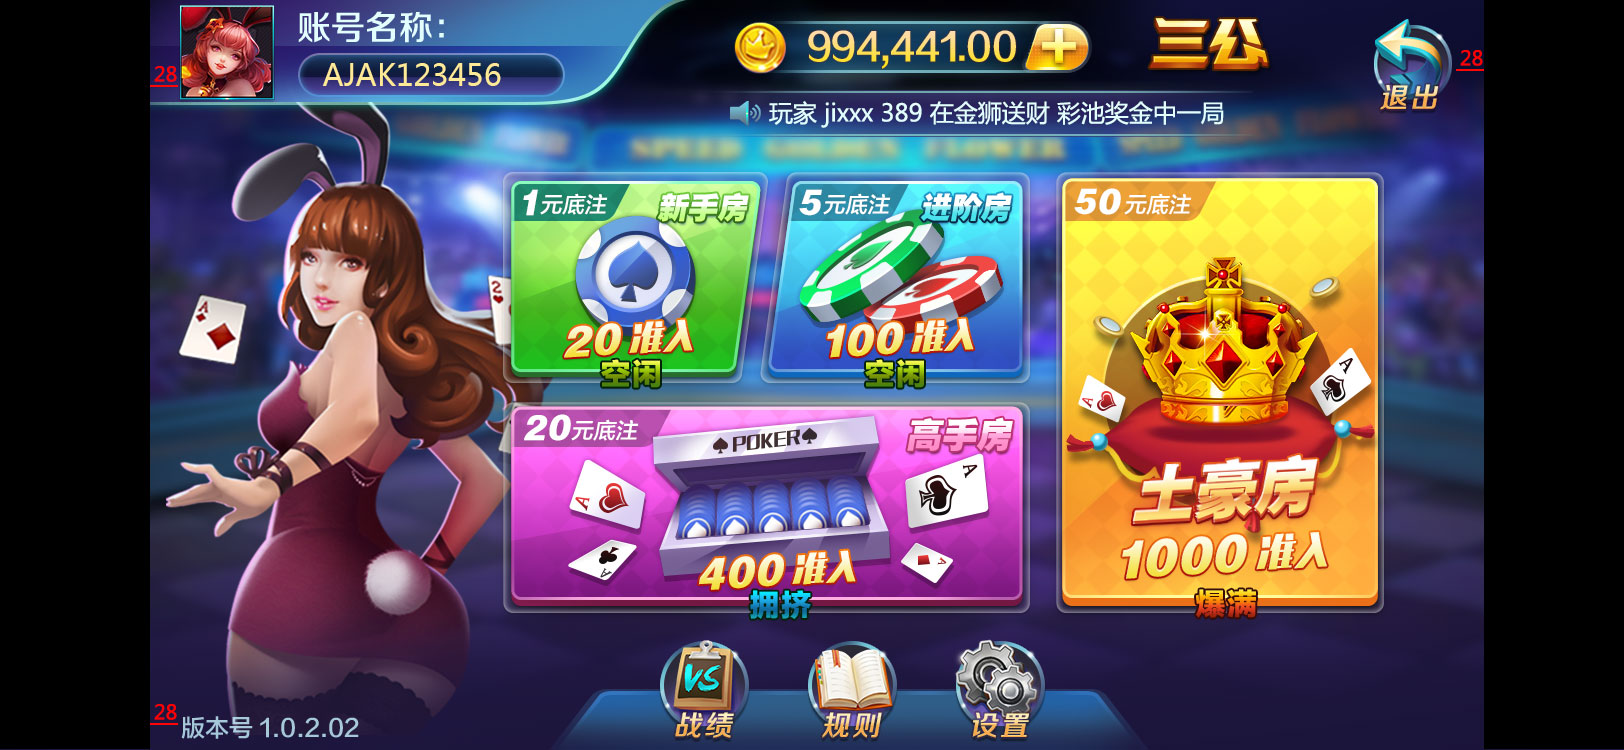 账号名称:
AJAK123456
994,441.00
三公
28
28
退出
玩家 jixxx 389 在金狮送财 彩池奖金中一局
SPEED GOLDEN FLOWER
1元底注
新手房
20 准入
空闲
5元底注
进阶房
100 准入
空闲
50元底注
土豪房
1000 准入
爆满
20元底注
高手房
POKER
400 准入
拥挤
A
2
A
A
A
A
A
A
A
VS
战绩
规则
设置
28
版本号 1.0.2.02